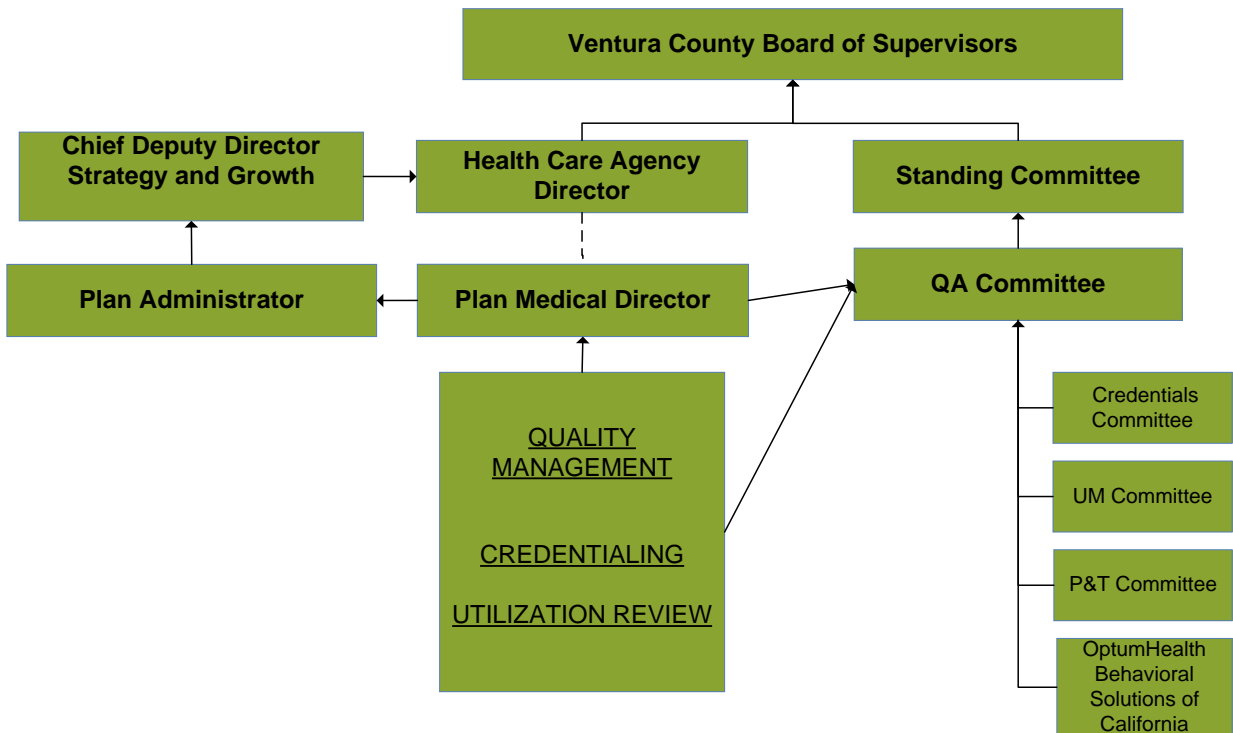 Ventura County Board of Supervisors
Chief Deputy Director
Strategy and Growth
Health Care Agency
Director
Standing Committee
Plan Administrator
Plan Medical Director
QA Committee
QUALITY
MANAGEMENT
CREDENTIALING
UTILIZATION REVIEW
Credentials
Committee
UM Committee
P&T Committee
OptumHealth
Behavioral
Solutions of
California